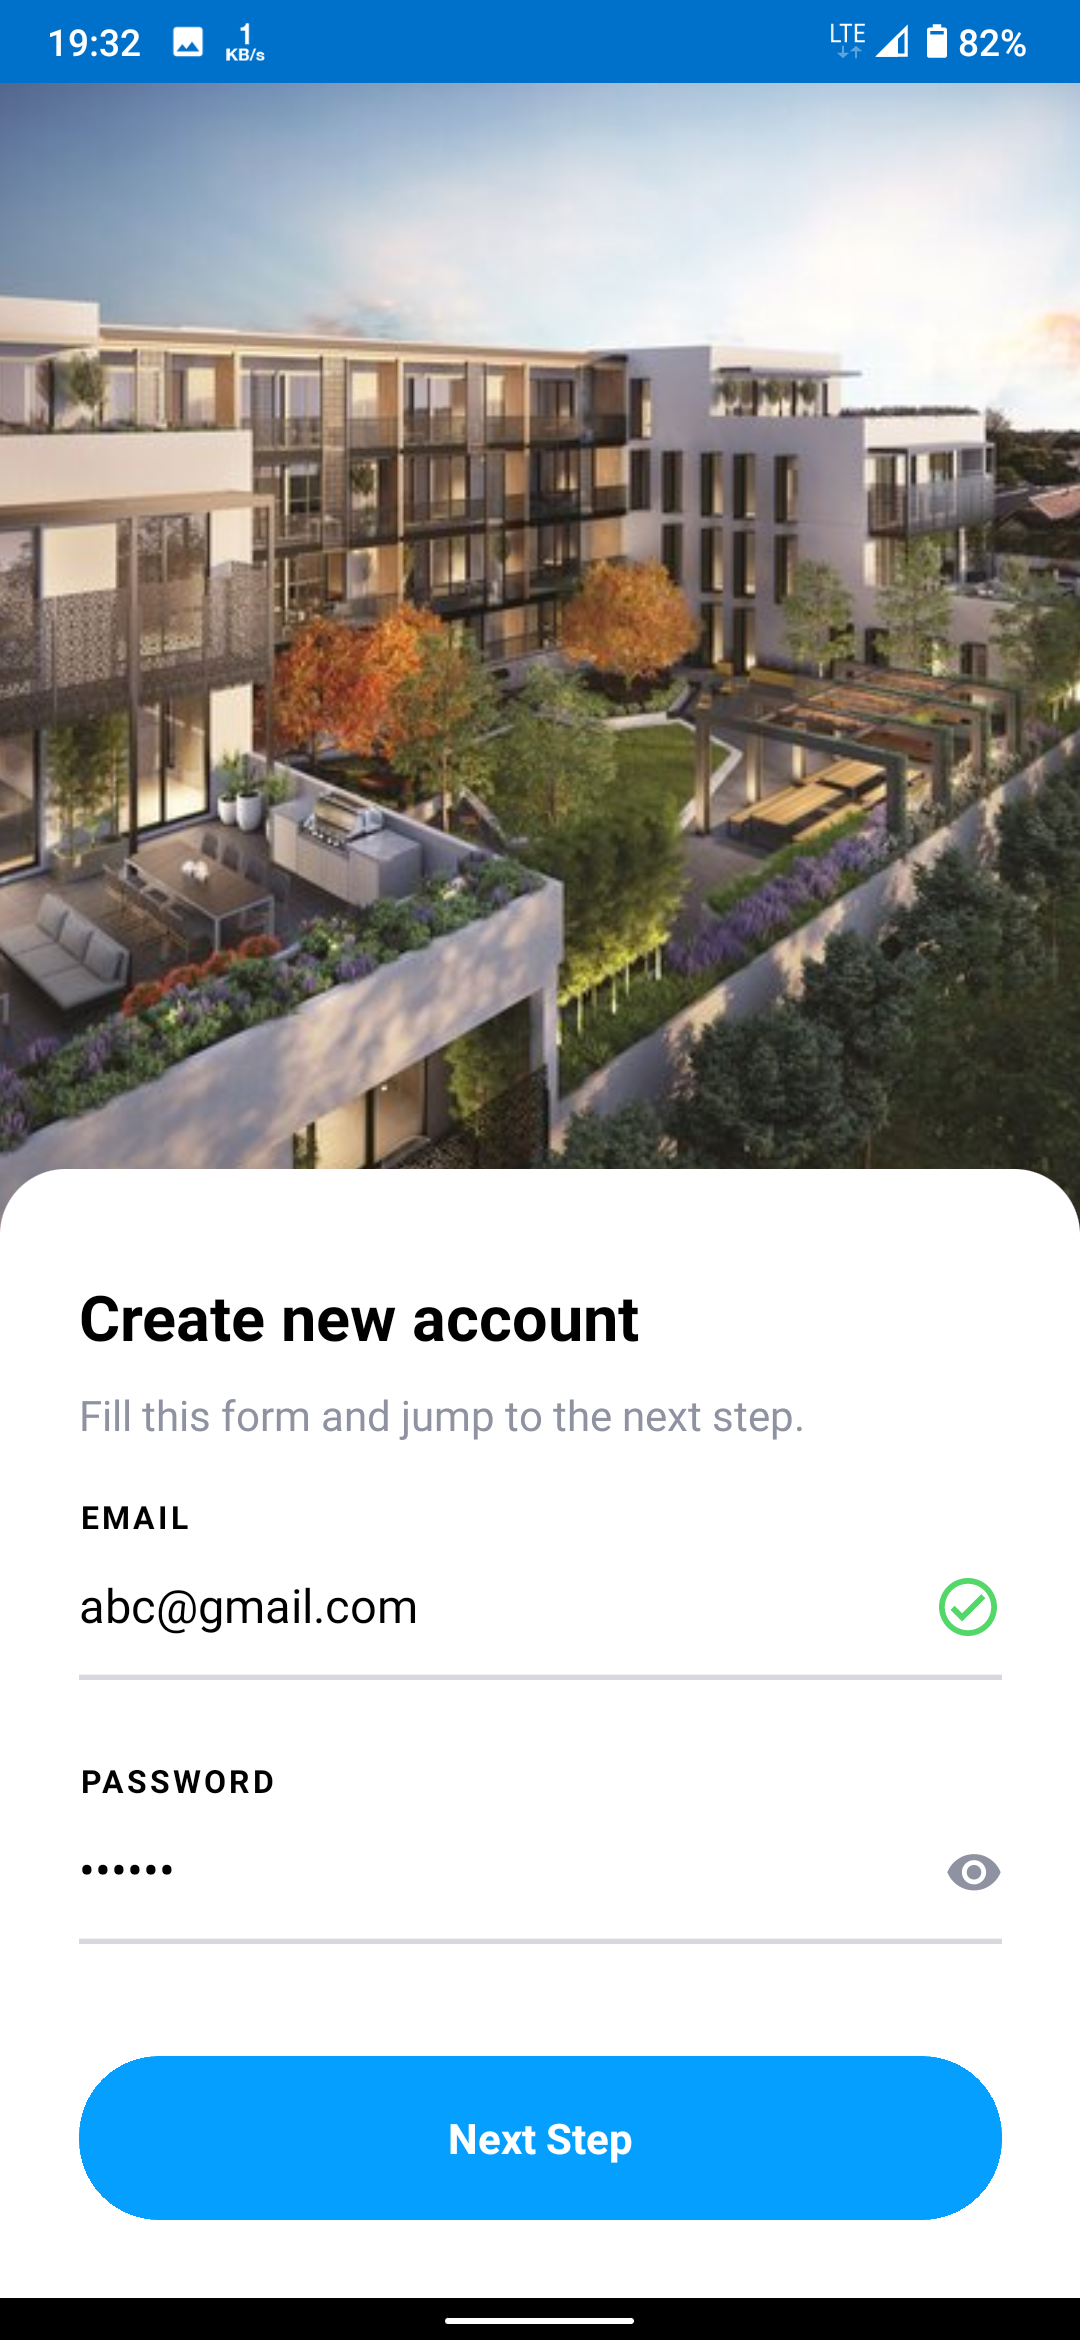 19:32 1 KB/s LTE 82%
Create new account
Fill this form and jump to the next step.
EMAIL
abc@gmail.com
PASSWORD
••••••
Next Step